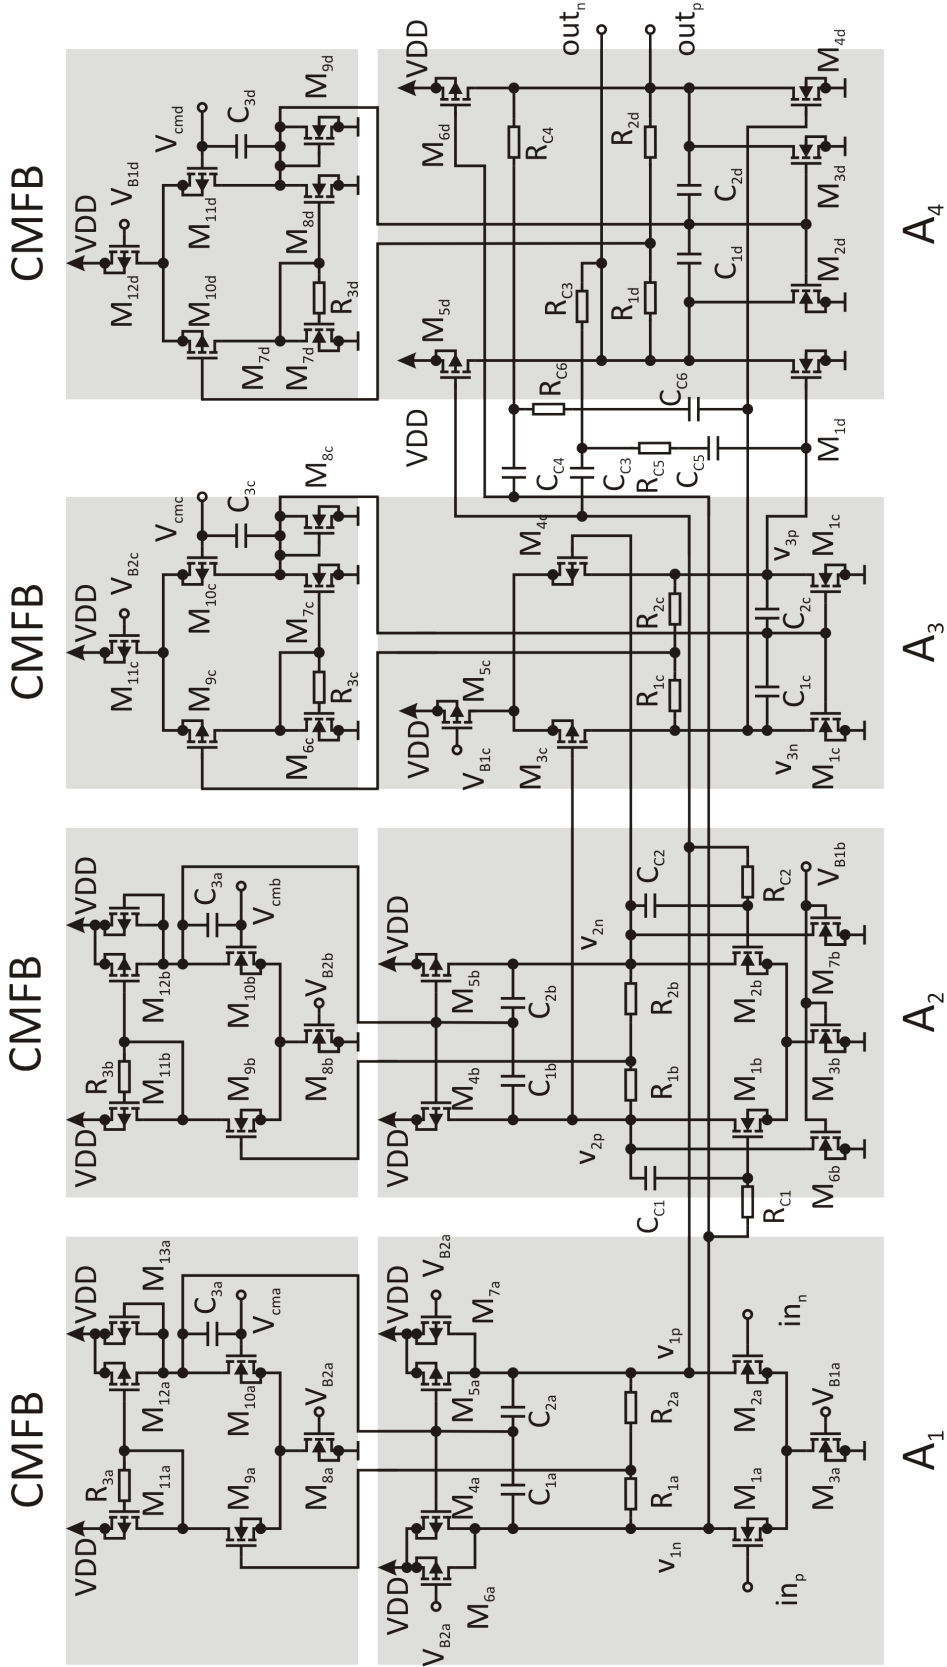 CMFB
VDD
VDD
R3a
M11a
M12a
M13a
C3a
M9a
M10a
Vcma
M8a
VB2a
VDD
VDD
VB2a
VB2a
M6a
M4a
M5a
M7a
C1a
C2a
R1a
R2a
v1n
v1p
M1a
M2a
inp
inn
M3a
VB1a
A1
CMFB
VDD
VDD
R3b
M11b
M12b
C3a
M9b
M10b
Vcmb
M8b
VB2b
VDD
VDD
M4b
M5b
C1b
C2b
v2p
v2n
CC1
CC2
R1b
R2b
M1b
M2b
RC1
RC2
M6b
M3b
M7b
VB1b
A2
CMFB
VDD
M11c
VB2c
Vcmc
M9c
M10c
C3c
M6c
R3c
M7c
M8c
VDD
VB1c
M5c
M3c
M4c
R1c
R2c
C1c
C2c
v3n
v3p
M1c
M1c
A3
CMFB
VDD
M12d
VB1d
Vcmd
M10d
M11d
C3d
M7d
M7d
R3d
M8d
M9d
VDD
VDD
M5d
M6d
outn
outp
CC4
RC4
CC3
RC3
RC6
RC5
CC6
CC5
R1d
R2d
C1d
C2d
M1d
M2d
M3d
M4d
A4